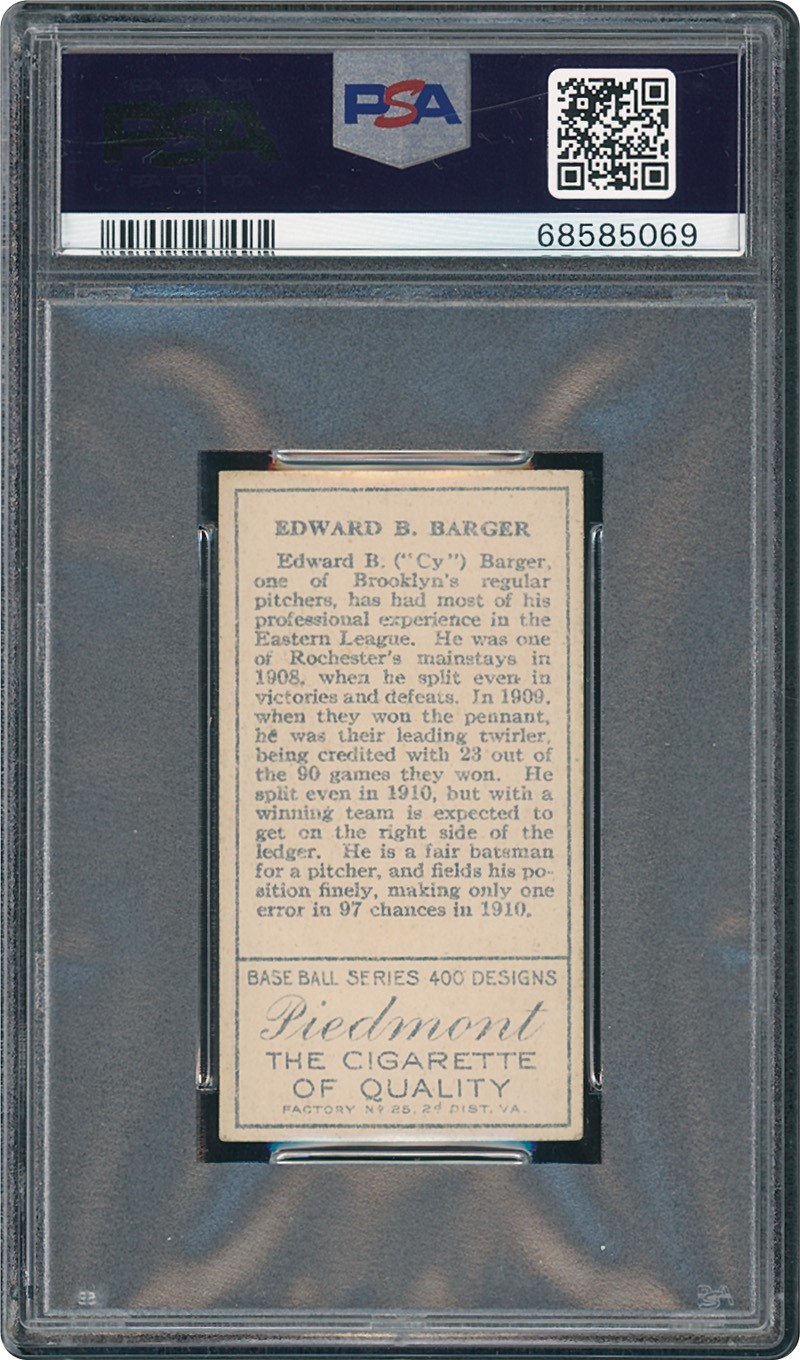 PSA
68585069
EDWARD B. BARGER
Edward B. ("Cy") Barger,
one of Brooklyn's regular
pitchers, has had most of his
professional experience in the
Eastern League. He was one
of Rochester's mainstays in
1908, when he split even in
victories and defeats. In 1909,
when they won the pennant,
he was their leading twirler,
being credited with 23 out of
the 90 games they won. He
split even in 1910, but with a
winning team is expected to
get on the right side of the
ledger. He is a fair batsman
for a pitcher, and fields his po-
sition finely, making only one
error in 97 chances in 1910.
BASE BALL SERIES 400 DESIGNS
Piedmont
THE CIGARETTE
OF QUALITY
FACTORY Nº 25, 2d DIST. VA.
PSA